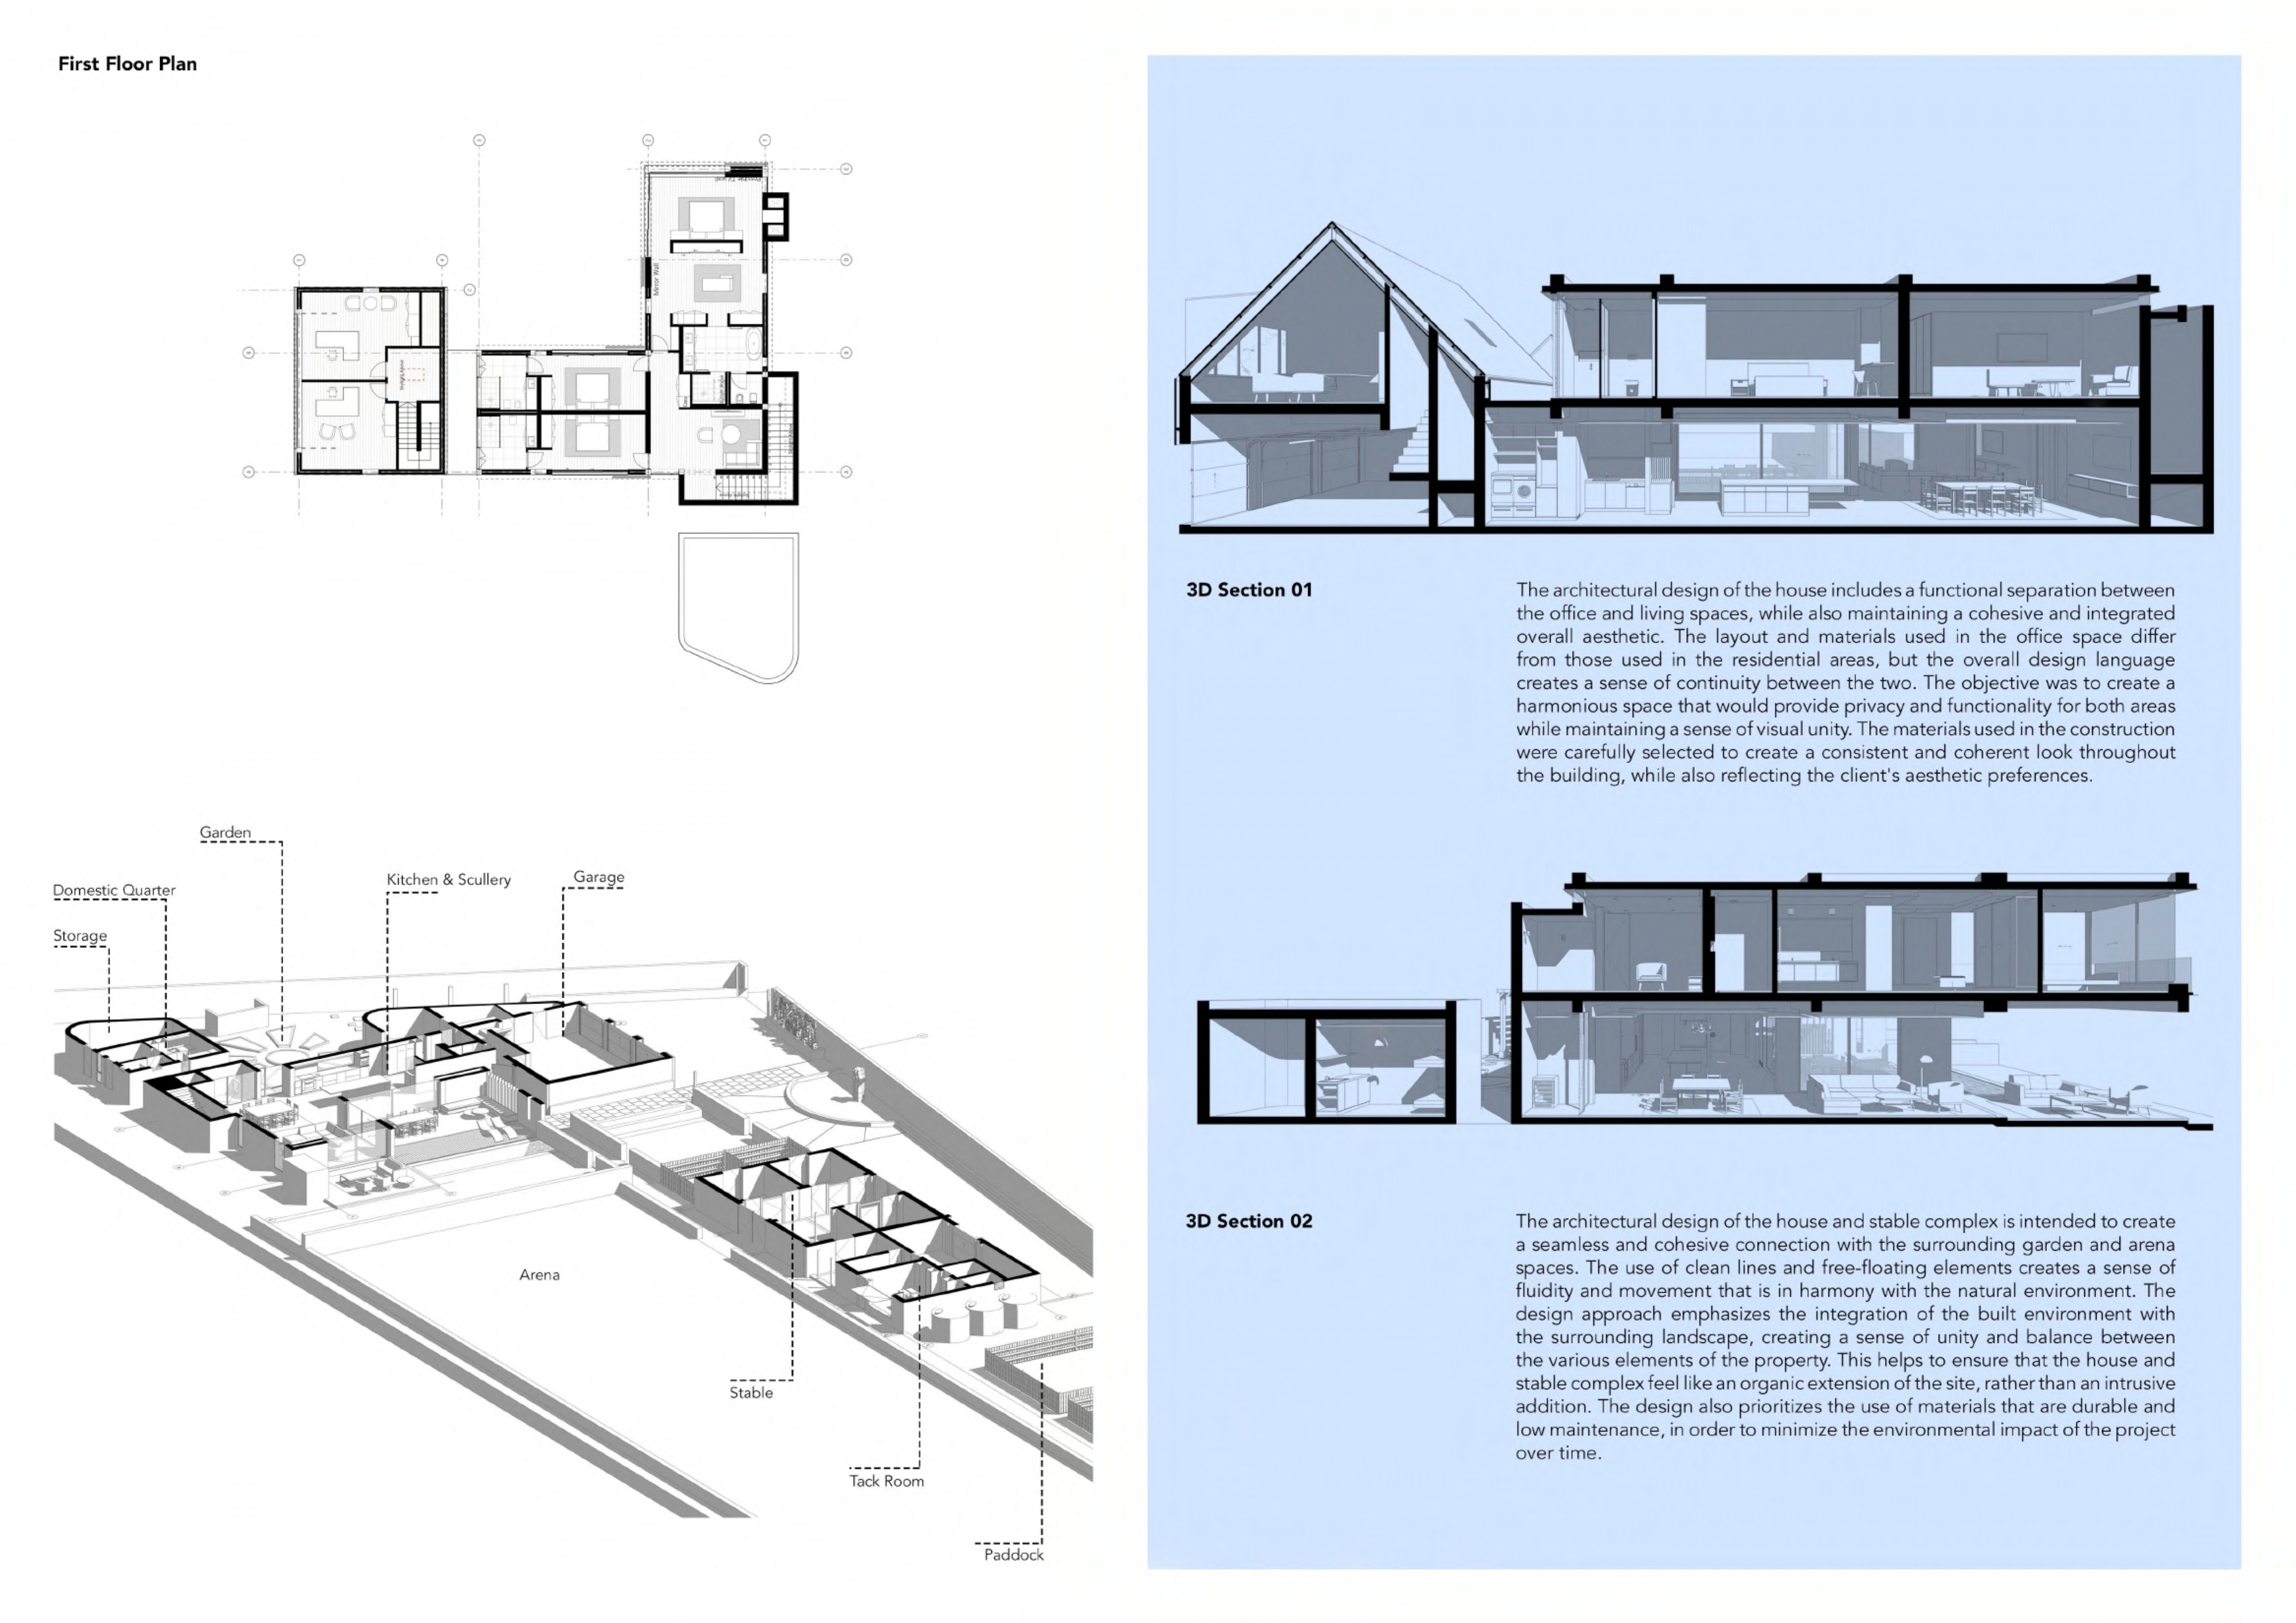 First Floor Plan
Mirror Wall
Garden
Kitchen & Scullery
Garage
Domestic Quarter
Storage
Arena
Stable
Tack Room
Paddock
3D Section 01
The architectural design of the house includes a functional separation between
the office and living spaces, while also maintaining a cohesive and integrated
overall aesthetic. The layout and materials used in the office space differ
from those used in the residential areas, but the overall design language
creates a sense of continuity between the two. The objective was to create a
harmonious space that would provide privacy and functionality for both areas
while maintaining a sense of visual unity. The materials used in the construction
were carefully selected to create a consistent and coherent look throughout
the building, while also reflecting the client's aesthetic preferences.
3D Section 02
The architectural design of the house and stable complex is intended to create
a seamless and cohesive connection with the surrounding garden and arena
spaces. The use of clean lines and free-floating elements creates a sense of
fluidity and movement that is in harmony with the natural environment. The
design approach emphasizes the integration of the built environment with
the surrounding landscape, creating a sense of unity and balance between
the various elements of the property. This helps to ensure that the house and
stable complex feel like an organic extension of the site, rather than an intrusive
addition. The design also prioritizes the use of materials that are durable and
low maintenance, in order to minimize the environmental impact of the project
over time.